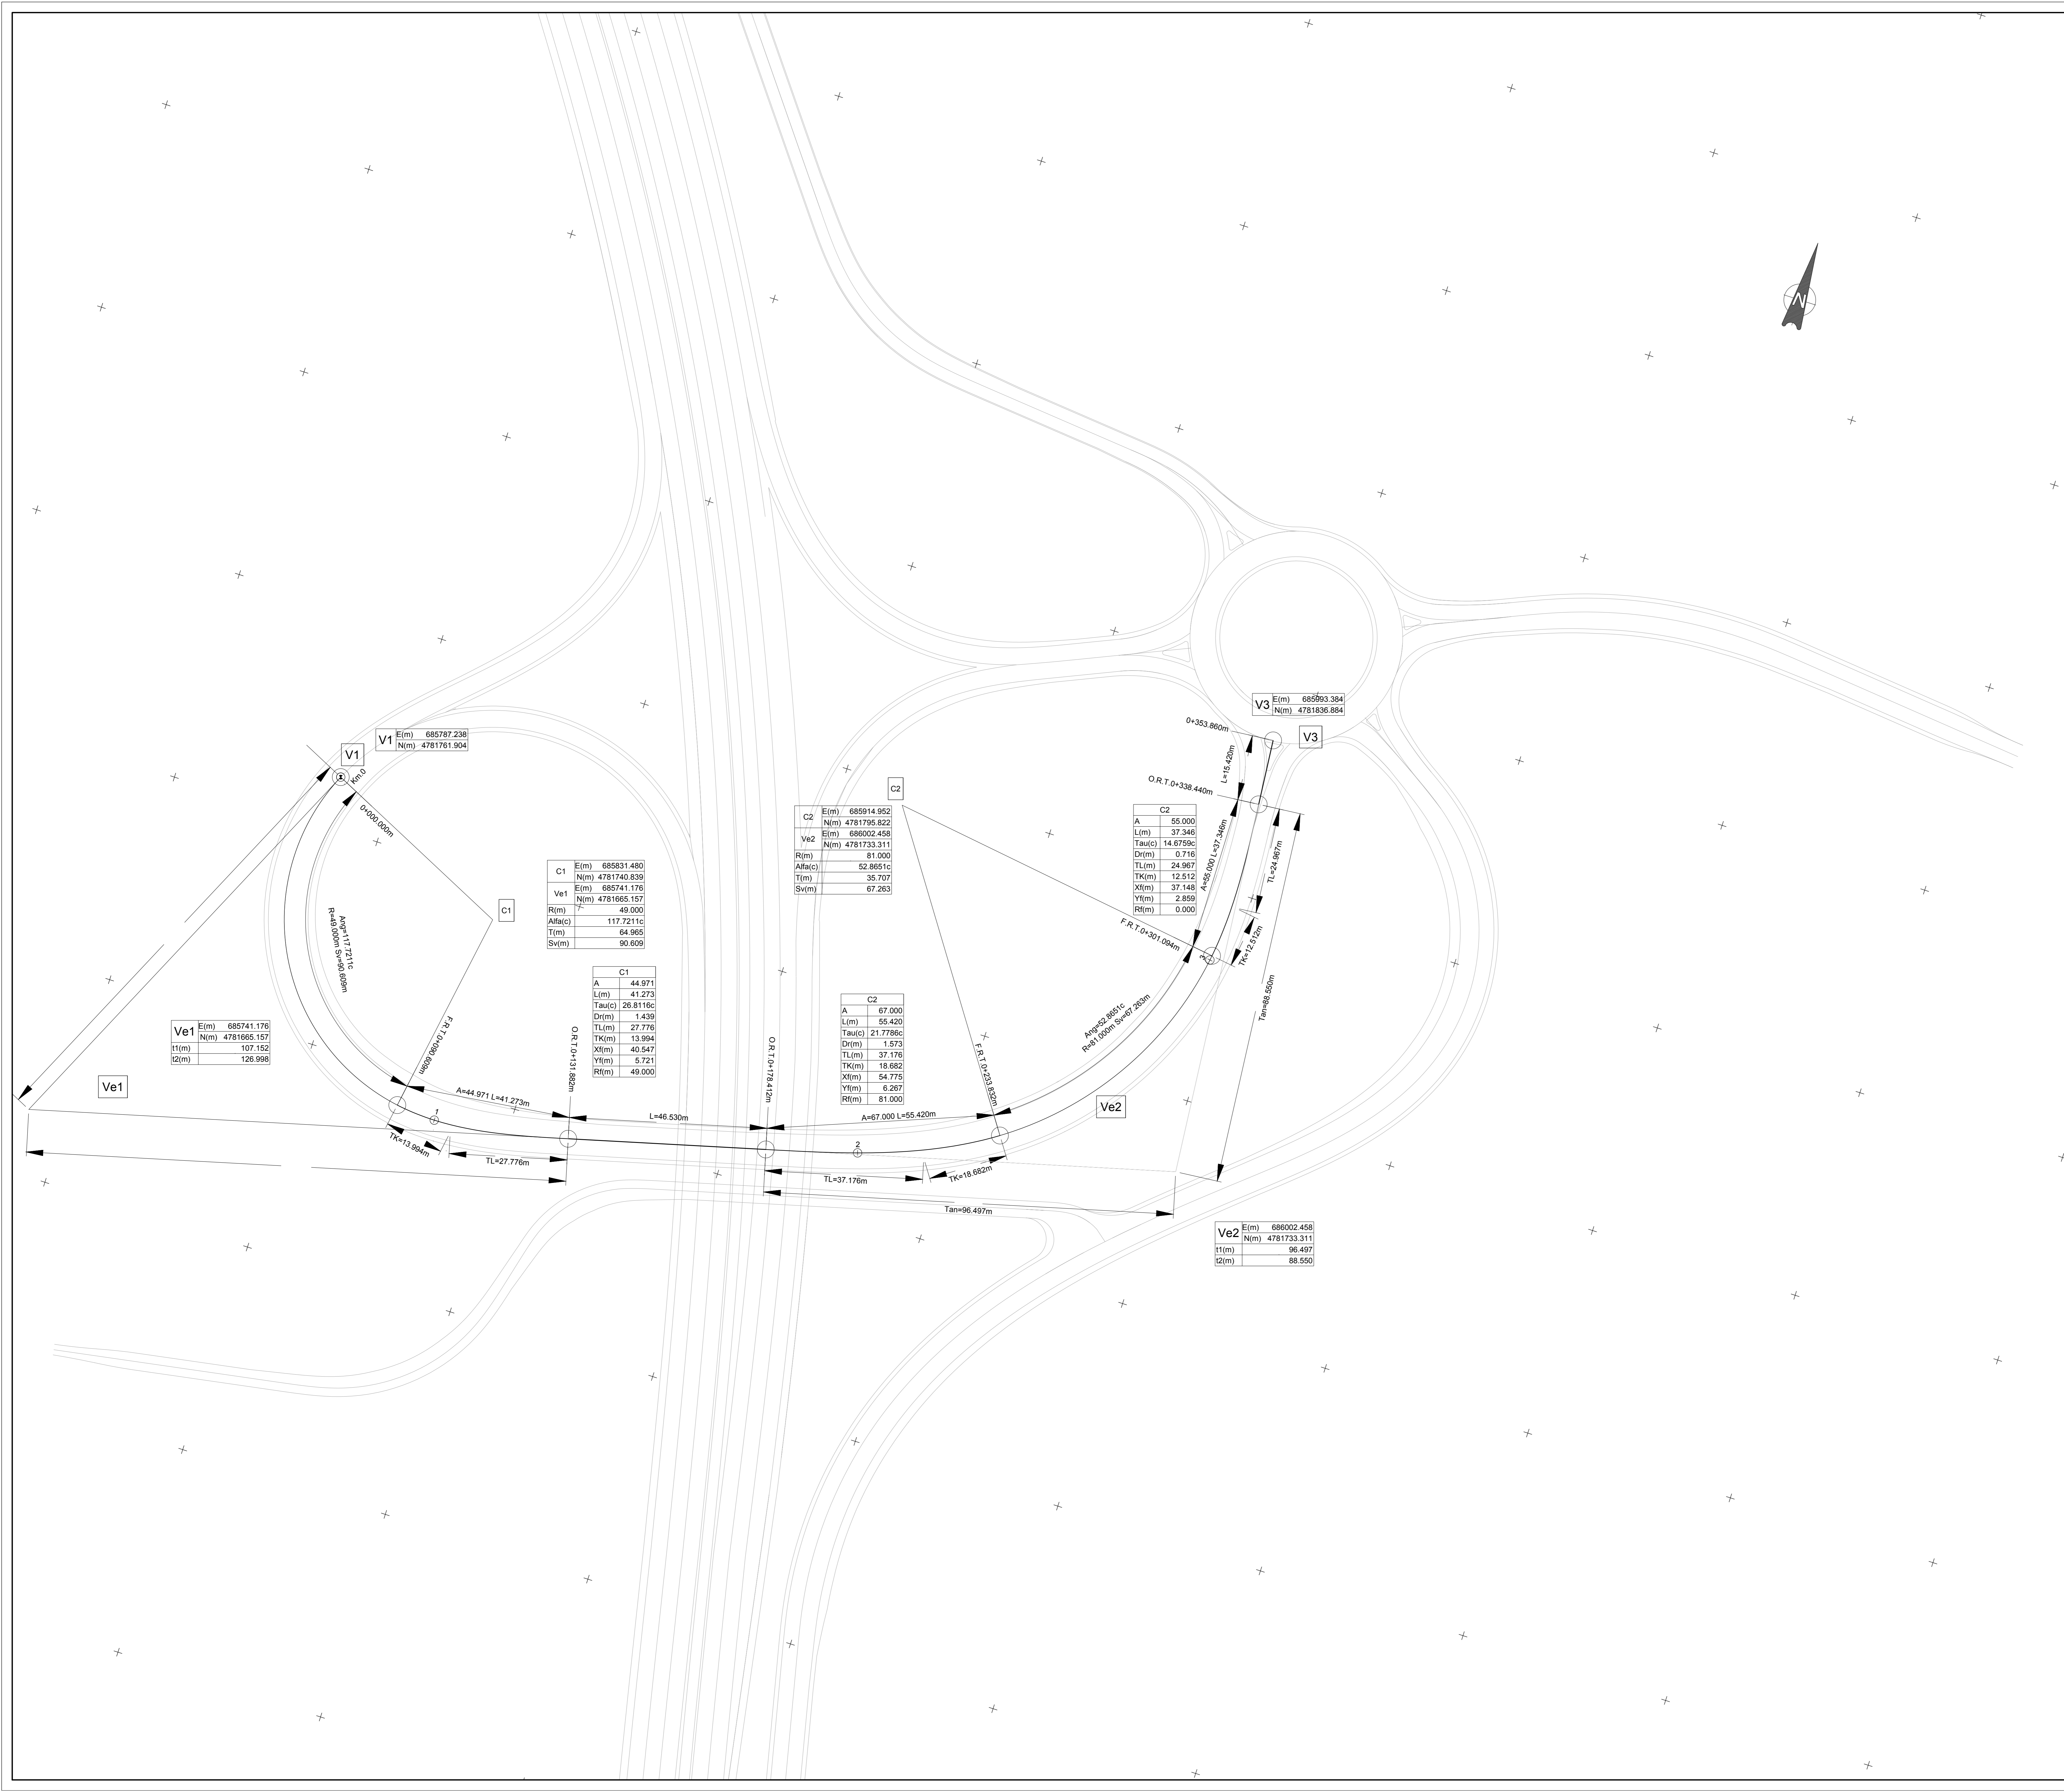 N
V3 E(m) 685993.384
N(m) 4781836.884
V3
0+353.860m
L=15.420m
O.R.T.0+338.440m
V1 E(m) 685787.238
N(m) 4781761.904
V1
Km.0
0+000.000m
C2
C2 E(m) 685914.952
N(m) 4781795.822
Ve2 E(m) 686002.458
N(m) 4781733.311
R(m) 81.000
Alfa(c) 52.8651c
T(m) 35.707
Sv(m) 67.263
C2
A 55.000
L(m) 37.346
Tau(c) 14.6759c
Dr(m) 0.716
TL(m) 24.967
TK(m) 12.512
Xf(m) 37.148
Yf(m) 2.859
Rf(m) 0.000
A=55.000 L=37.346m
TL=24.967m
C1 E(m) 685831.480
N(m) 4781740.839
Ve1 E(m) 685741.176
N(m) 4781665.157
R(m) 49.000
Alfa(c) 117.7211c
T(m) 64.965
Sv(m) 90.609
C1
Ang=117.7211c
R=49.000m Sv=90.609m
F.R.T.0+301.094m
3
TK=12.512m
Tan=88.550m
C1
A 44.971
L(m) 41.273
Tau(c) 26.8116c
Dr(m) 1.439
TL(m) 27.776
TK(m) 13.994
Xf(m) 40.547
Yf(m) 5.721
Rf(m) 49.000
C2
A 67.000
L(m) 55.420
Tau(c) 21.7786c
Dr(m) 1.573
TL(m) 37.176
TK(m) 18.682
Xf(m) 54.775
Yf(m) 6.267
Rf(m) 81.000
Ang=52.8651c
R=81.000m Sv=67.263m
Ve1 E(m) 685741.176
N(m) 4781665.157
t1(m) 107.152
t2(m) 126.998
Ve1
F.R.T.0+090.609m
O.R.T.0+131.882m
O.R.T.0+178.412m
F.R.T.0+233.832m
A=44.971 L=41.273m
1
L=46.530m
A=67.000 L=55.420m
Ve2
2
TK=13.994m
TL=27.776m
TL=37.176m
TK=18.682m
Tan=96.497m
Ve2 E(m) 686002.458
N(m) 4781733.311
t1(m) 96.497
t2(m) 88.550